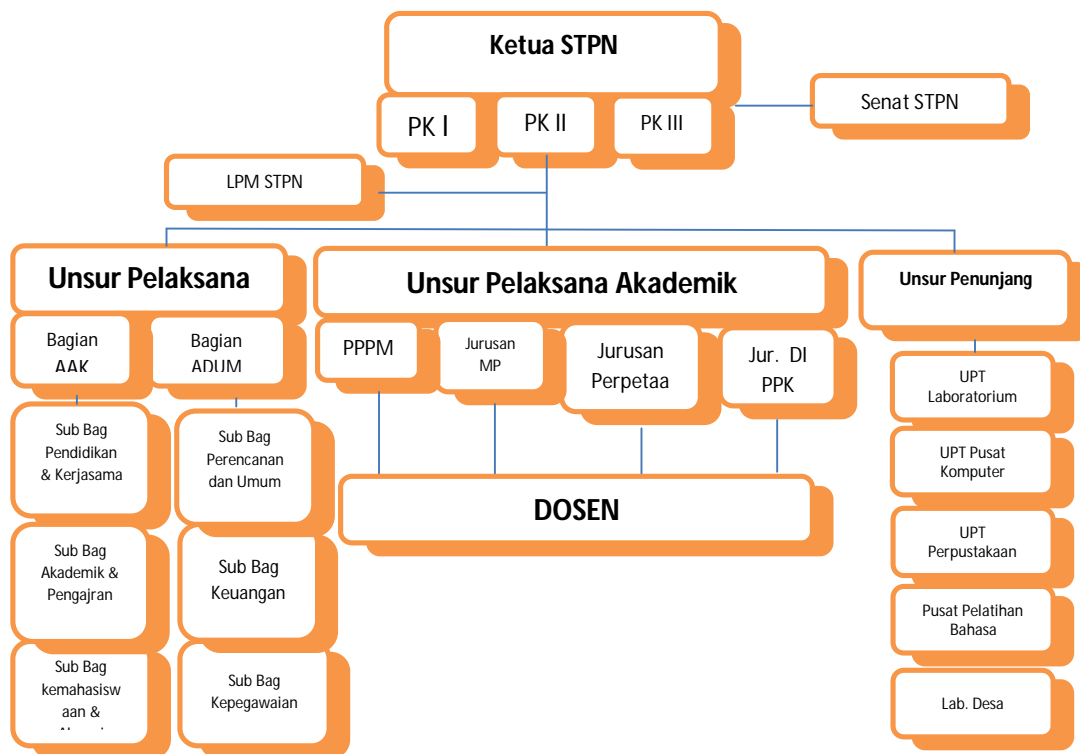 Ketua STPN
PK I
PK II
PK III
Senat STPN
LPM STPN
Unsur Pelaksana
Bagian
AAK
Bagian
ADUM
Sub Bag
Pendidikan
& Kerjasama
Sub Bag
Akademik &
Pengajran
Sub Bag
kemahasisw
aan &
Sub Bag
Perencanan
dan Umum
Sub Bag
Keuangan
Sub Bag
Kepegawaian
Unsur Pelaksana Akademik
PPPM
Jurusan
MP
Jurusan
Perpetaa
Jur. DI
PPK
DOSEN
Unsur Penunjang
UPT
Laboratorium
UPT Pusat
Komputer
UPT
Perpustakaan
Pusat Pelatihan
Bahasa
Lab. Desa